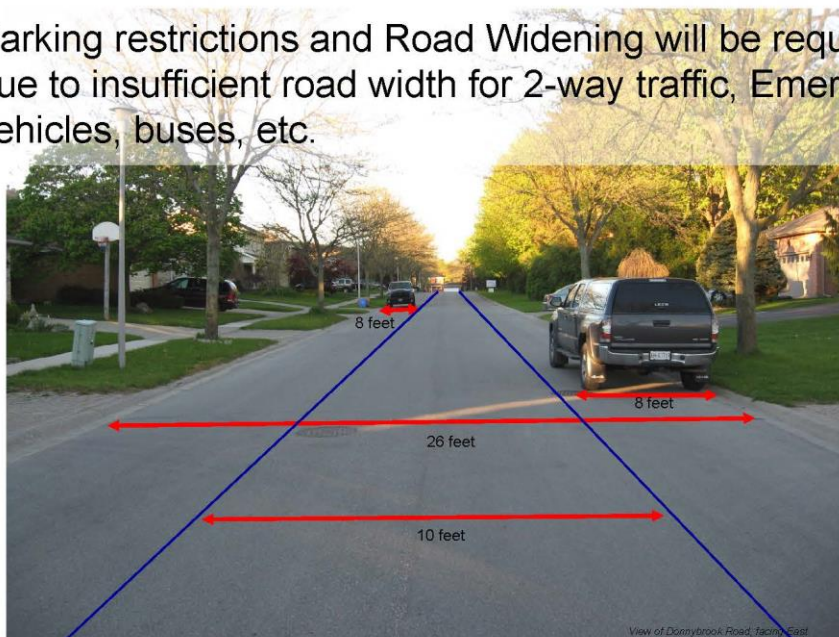 arking restrictions and Road Widening will be requ
ue to insufficient road width for 2-way traffic, Emer
ehicles, buses, etc.
8 feet
8 feet
26 feet
10 feet
View of Donnybrook Road, facing East